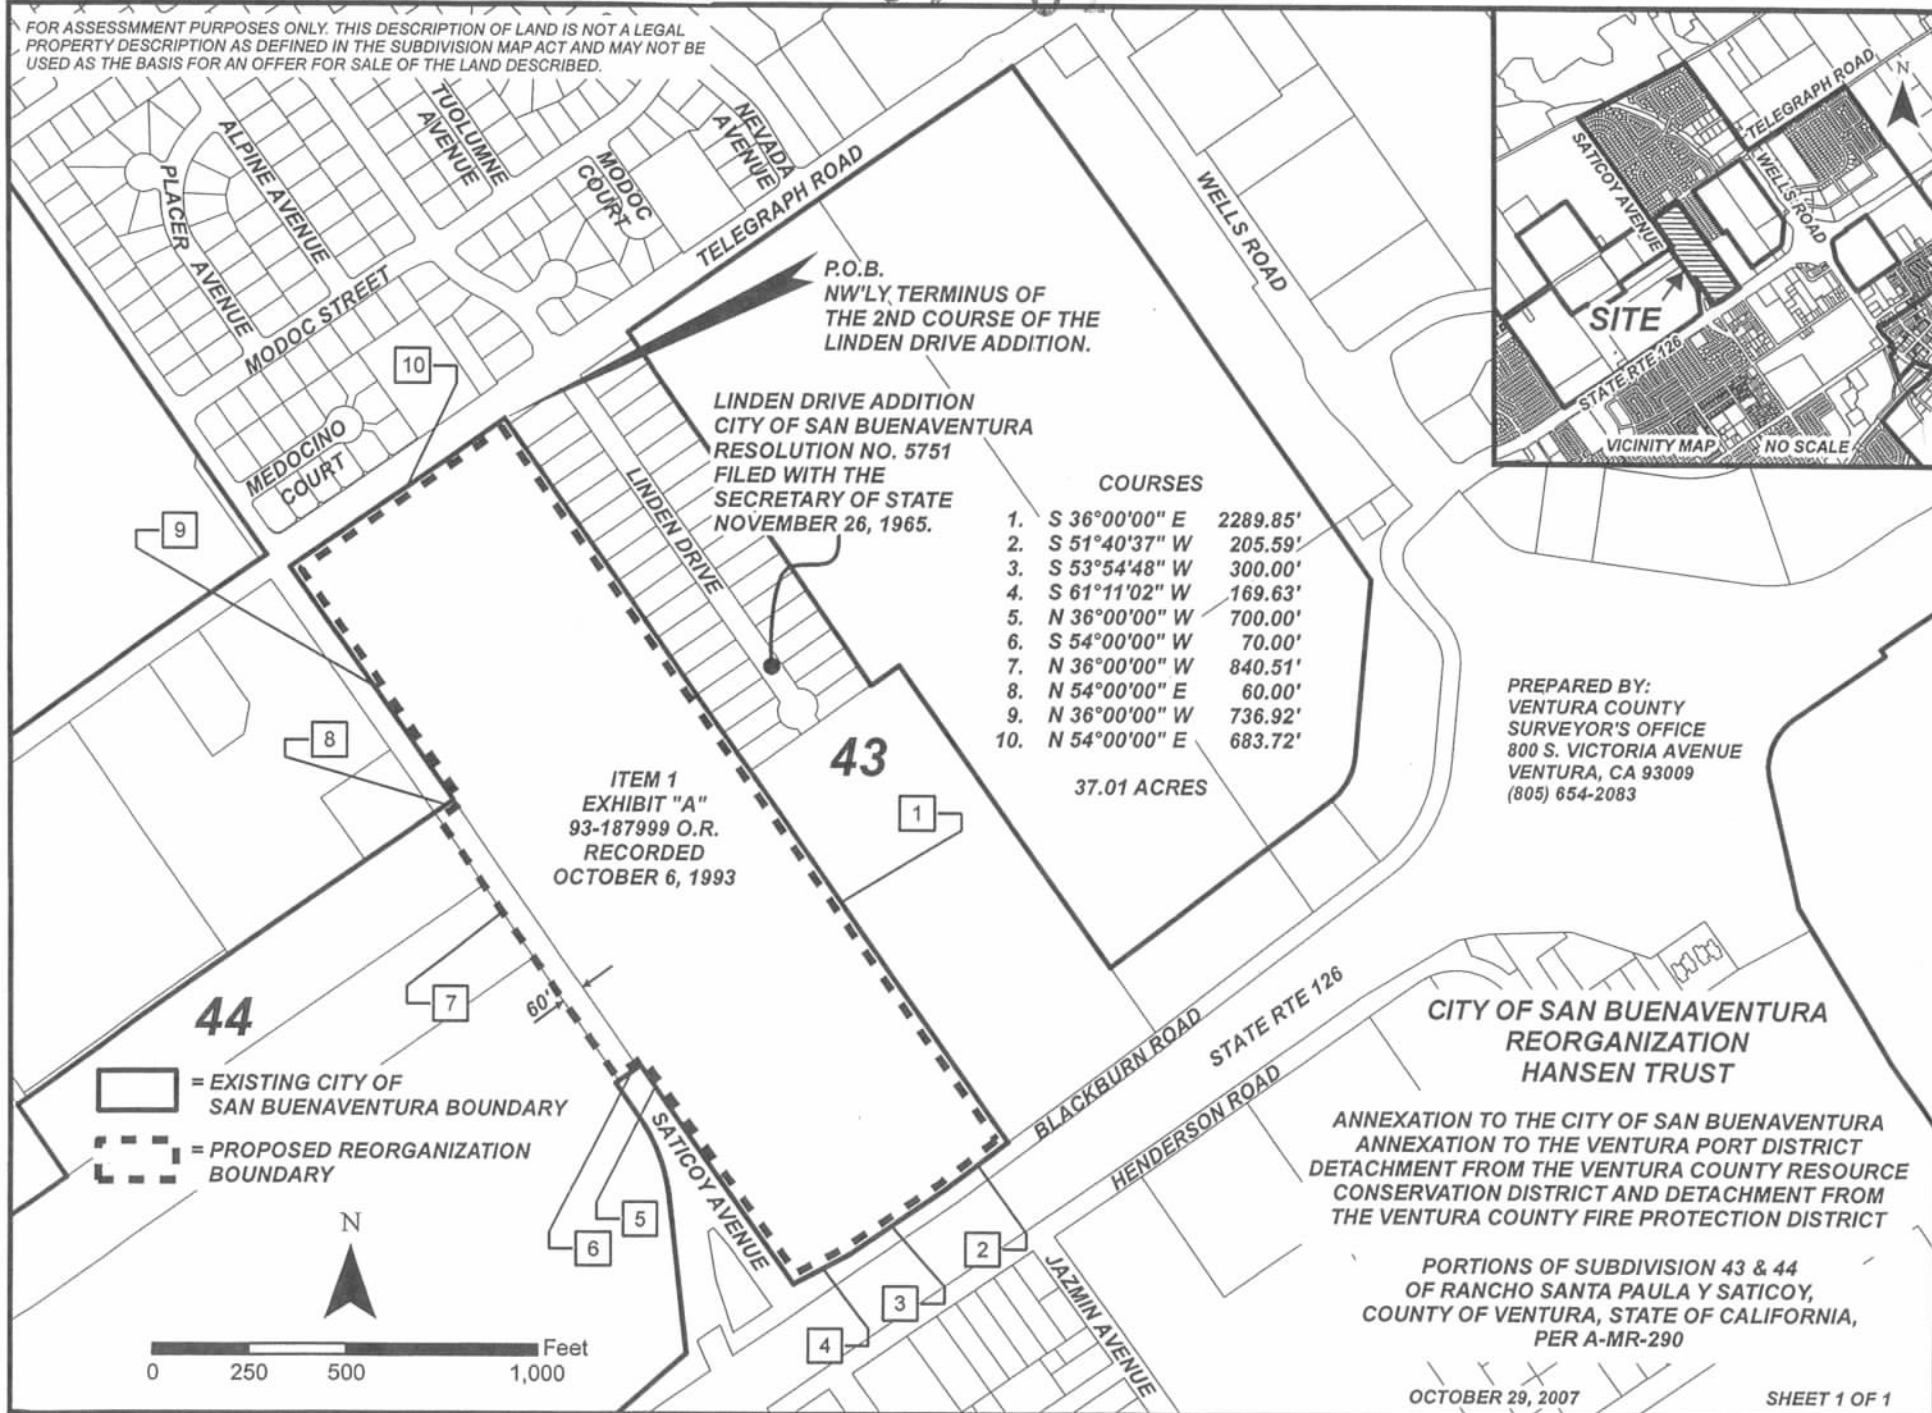 FOR ASSESSMMENT PURPOSES ONLY. THIS DESCRIPTION OF LAND IS NOT A LEGAL
PROPERTY DESCRIPTION AS DEFINED IN THE SUBDIVISION MAP ACT AND MAY NOT BE
USED AS THE BASIS FOR AN OFFER FOR SALE OF THE LAND DESCRIBED.
PLACER AVENUE
ALPINE AVENUE
TUOLUMNE
AVENUE
MODOC
COURT
NEVADA
AVENUE
TELEGRAPH ROAD
WELLS ROAD
MODOC STREET
MEDOCINO
COURT
N
TELEGRAPH ROAD
SATICOY AVENUE
WELLS ROAD
SITE
STATE RTE 126
VICINITY MAP
NO SCALE
P.O.B.
NW'LY TERMINUS OF
THE 2ND COURSE OF THE
LINDEN DRIVE ADDITION.
LINDEN DRIVE ADDITION
CITY OF SAN BUENAVENTURA
RESOLUTION NO. 5751
FILED WITH THE
SECRETARY OF STATE
NOVEMBER 26, 1965.
LINDEN DRIVE
COURSES
1. S 36°00'00" E 2289.85'
2. S 51°40'37" W 205.59'
3. S 53°54'48" W 300.00'
4. S 61°11'02" W 169.63'
5. N 36°00'00" W 700.00'
6. S 54°00'00" W 70.00'
7. N 36°00'00" W 840.51'
8. N 54°00'00" E 60.00'
9. N 36°00'00" W 736.92'
10. N 54°00'00" E 683.72'
37.01 ACRES
PREPARED BY:
VENTURA COUNTY
SURVEYOR'S OFFICE
800 S. VICTORIA AVENUE
VENTURA, CA 93009
(805) 654-2083
10
9
8
43
ITEM 1
EXHIBIT "A"
93-187999 O.R.
RECORDED
OCTOBER 6, 1993
1
7
60'
44
= EXISTING CITY OF
SAN BUENAVENTURA BOUNDARY
= PROPOSED REORGANIZATION
BOUNDARY
SATICOY AVENUE
BLACKBURN ROAD
STATE RTE 126
HENDERSON ROAD
JAZMIN AVENUE
5
6
2
3
4
N
Feet
0 250 500 1,000
CITY OF SAN BUENAVENTURA
REORGANIZATION
HANSEN TRUST
ANNEXATION TO THE CITY OF SAN BUENAVENTURA
ANNEXATION TO THE VENTURA PORT DISTRICT
DETACHMENT FROM THE VENTURA COUNTY RESOURCE
CONSERVATION DISTRICT AND DETACHMENT FROM
THE VENTURA COUNTY FIRE PROTECTION DISTRICT
PORTIONS OF SUBDIVISION 43 & 44
OF RANCHO SANTA PAULA Y SATICOY,
COUNTY OF VENTURA, STATE OF CALIFORNIA,
PER A-MR-290
OCTOBER 29, 2007
SHEET 1 OF 1